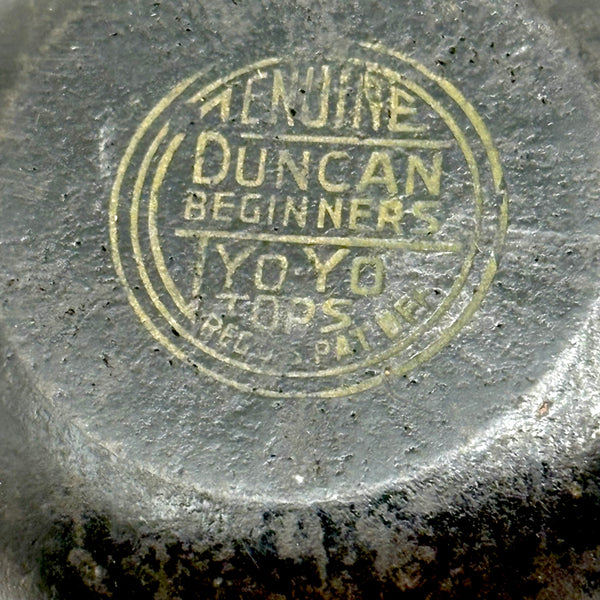 GENUINE
DUNCAN
BEGINNERS
YO-YO
TOPS
REG. U.S. PAT. OFF.